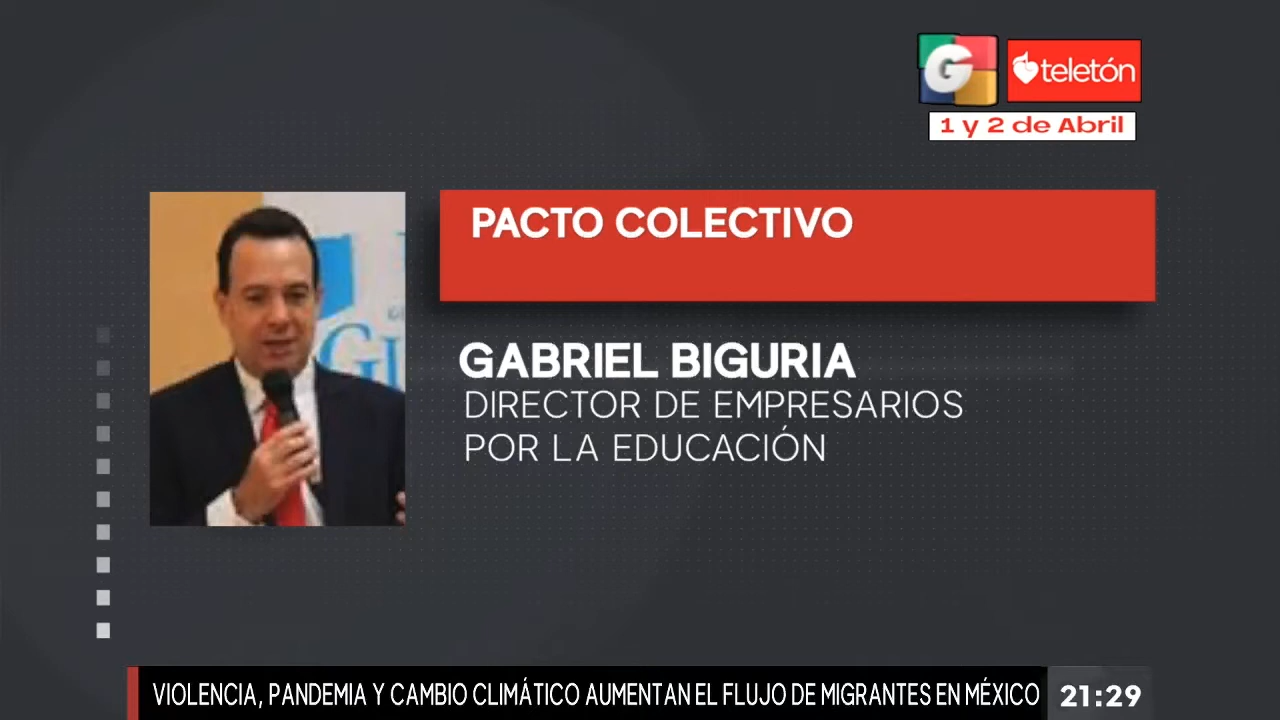 G teletón
1 y 2 de Abril
PACTO COLECTIVO
GABRIEL BIGURIA
DIRECTOR DE EMPRESARIOS
POR LA EDUCACIÓN
VIOLENCIA, PANDEMIA Y CAMBIO CLIMÁTICO AUMENTAN EL FLUJO DE MIGRANTES EN MÉXICO 21:29